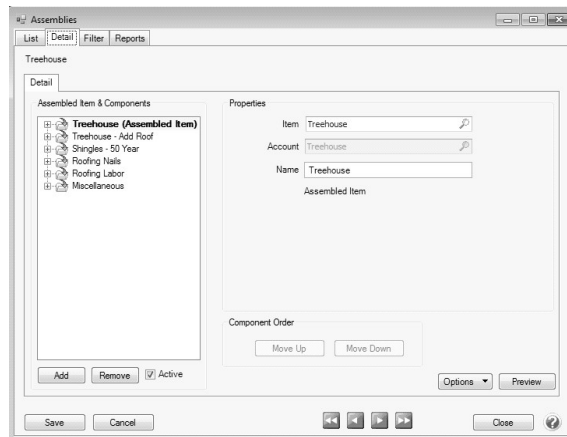 Assemblies
List Detail Filter Reports
Treehouse
Detail
Assembled Item & Components
Treehouse (Assembled Item)
Treehouse - Add Roof
Shingles - 50 Year
Roofing Nails
Roofing Labor
Miscellaneous
Add Remove Active
Properties
Item Treehouse
Account Treehouse
Name Treehouse
Assembled Item
Component Order
Move Up Move Down
Options Preview
Save Cancel Close